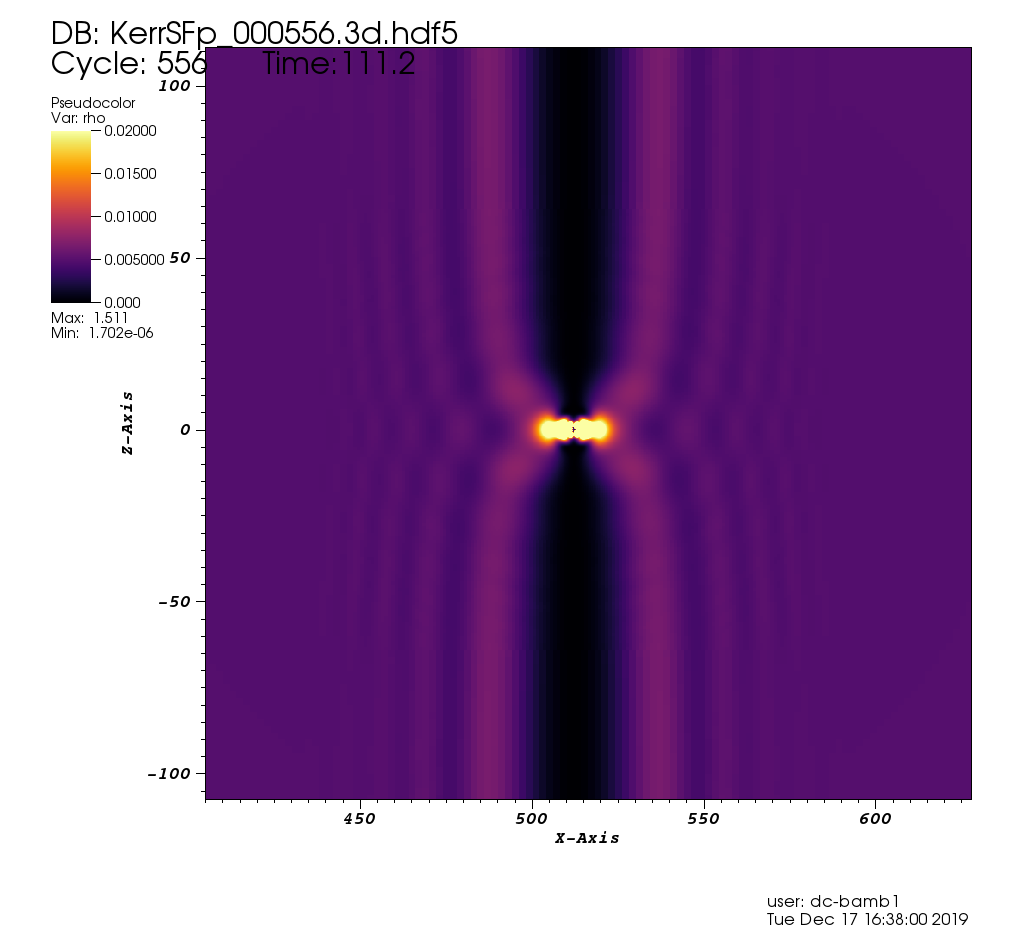 DB: KerrSFp_000556.3d.hdf5
Cycle: 556 Time:111.2
Pseudocolor
Var: rho
0.02000
0.01500
0.01000
0.005000
0.000
Max: 1.511
Min: 1.702e-06
100
50
0
-50
-100
Z-Axis
450 500 550 600
X-Axis
user: dc-bamb1
Tue Dec 17 16:38:00 2019